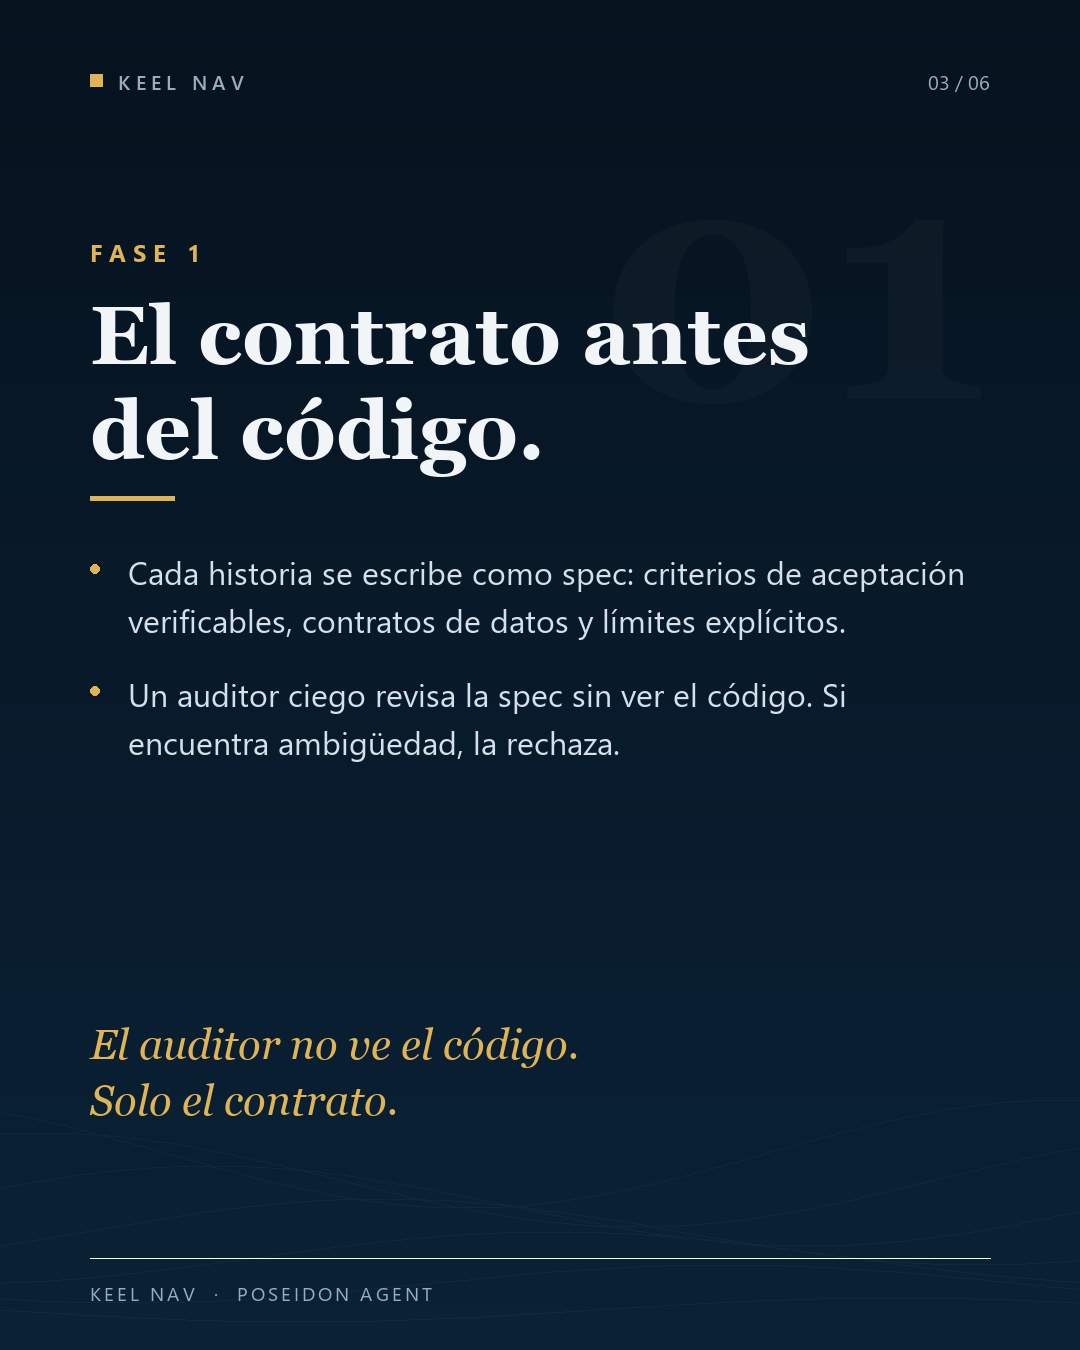 KEEL NAV
03 / 06
01
FASE 1
El contrato antes
del código.
Cada historia se escribe como spec: criterios de aceptación
verificables, contratos de datos y límites explícitos.
Un auditor ciego revisa la spec sin ver el código. Si
encuentra ambigüedad, la rechaza.
El auditor no ve el código.
Solo el contrato.
KEEL NAV · POSEIDON AGENT